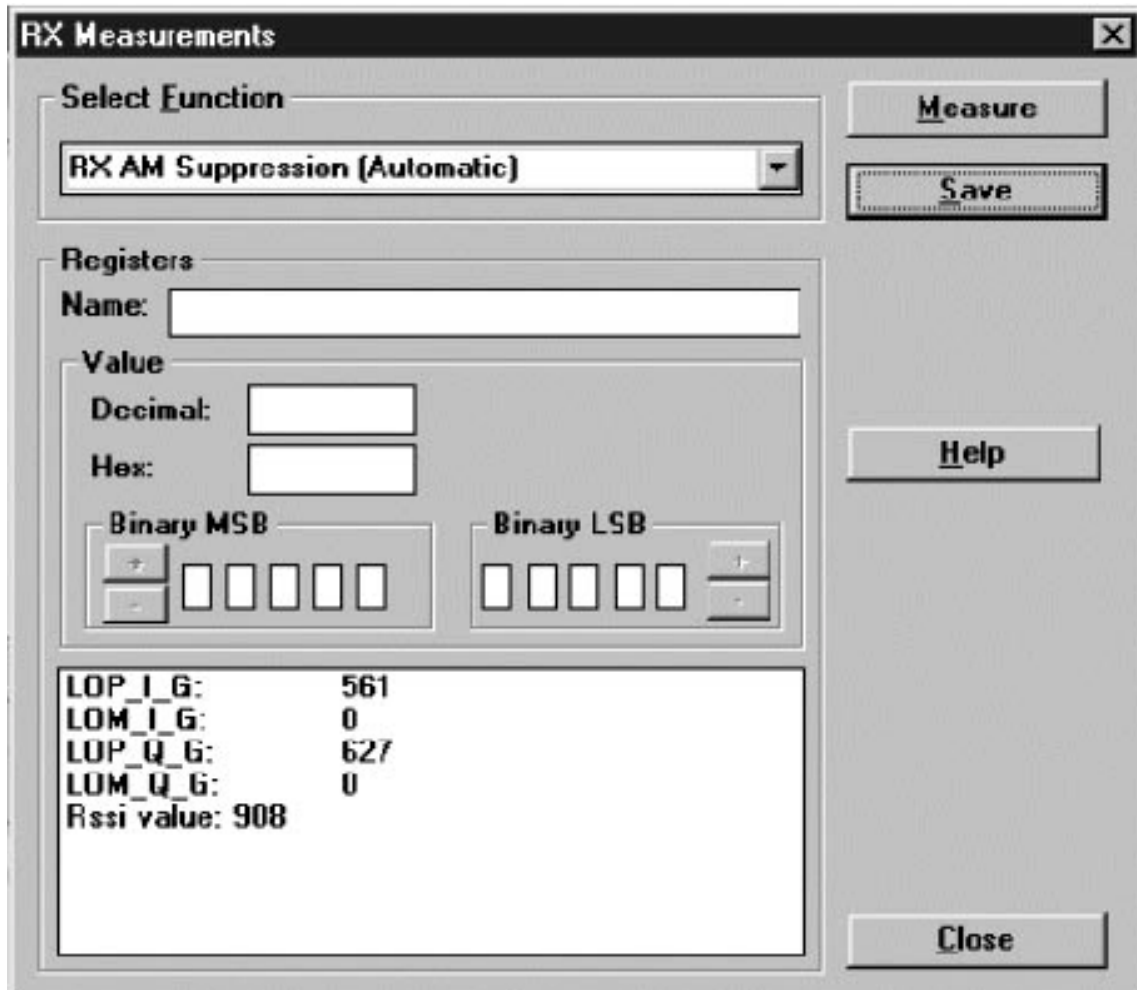 RX Measurements
Select Function
RX AM Suppression (Automatic)
Measure
Save
Registers
Name:
Value
Decimal:
Hex:
Help
Binary MSB
Binary LSB
+
+
-
-
LOP_I_G: 561
LOM_I_G: 0
LOP_Q_G: 627
LOM_Q_G: 0
Rssi value: 908
Close